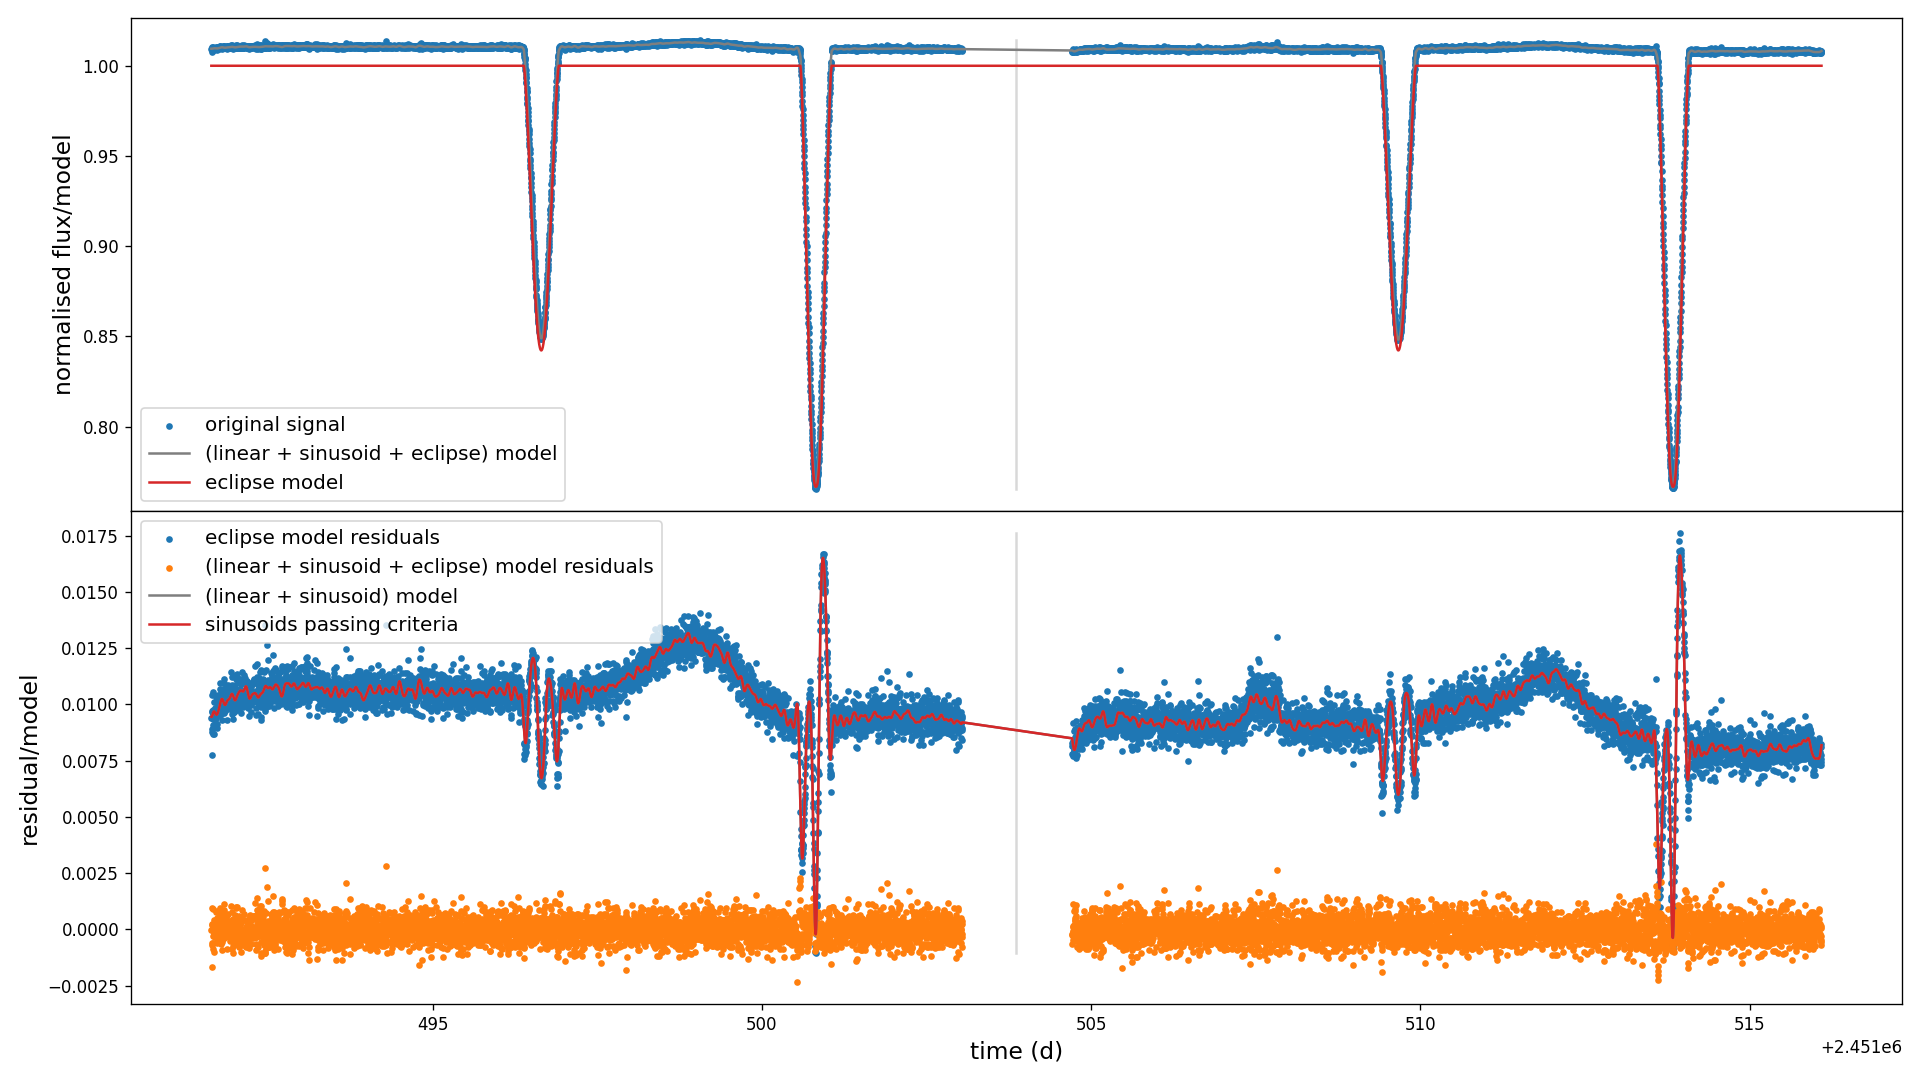 normalised flux/model
1.00
0.95
0.90
0.85
0.80
original signal
(linear + sinusoid + eclipse) model
eclipse model
residual/model
0.0175
0.0150
0.0125
0.0100
0.0075
0.0050
0.0025
0.0000
−0.0025
eclipse model residuals
(linear + sinusoid + eclipse) model residuals
(linear + sinusoid) model
sinusoids passing criteria
495
500
505
510
515
time (d)
+2.451e6